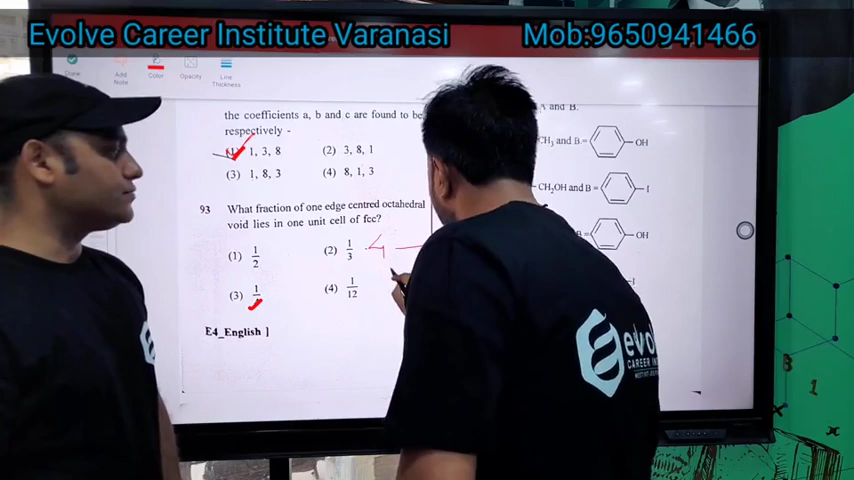 Evolve Career Institute Varanasi Mob:9650941466
Add
Note
Color
Opacity
Line
Thickness
the coefficients a, b and c are found to be
respectively -
(1) 1, 3, 8 (2) 3, 8, 1
(3) 1, 8, 3 (4) 8, 1, 3
93 What fraction of one edge centred octahedral
void lies in one unit cell of fcc?
(1) 1/2 (2) 1/3
(3) 1 (4) 1/12
E4_English ]
and B.
CH3 and B = OH
CH2OH and B = I
B = OH
I
4
evolve
CAREER